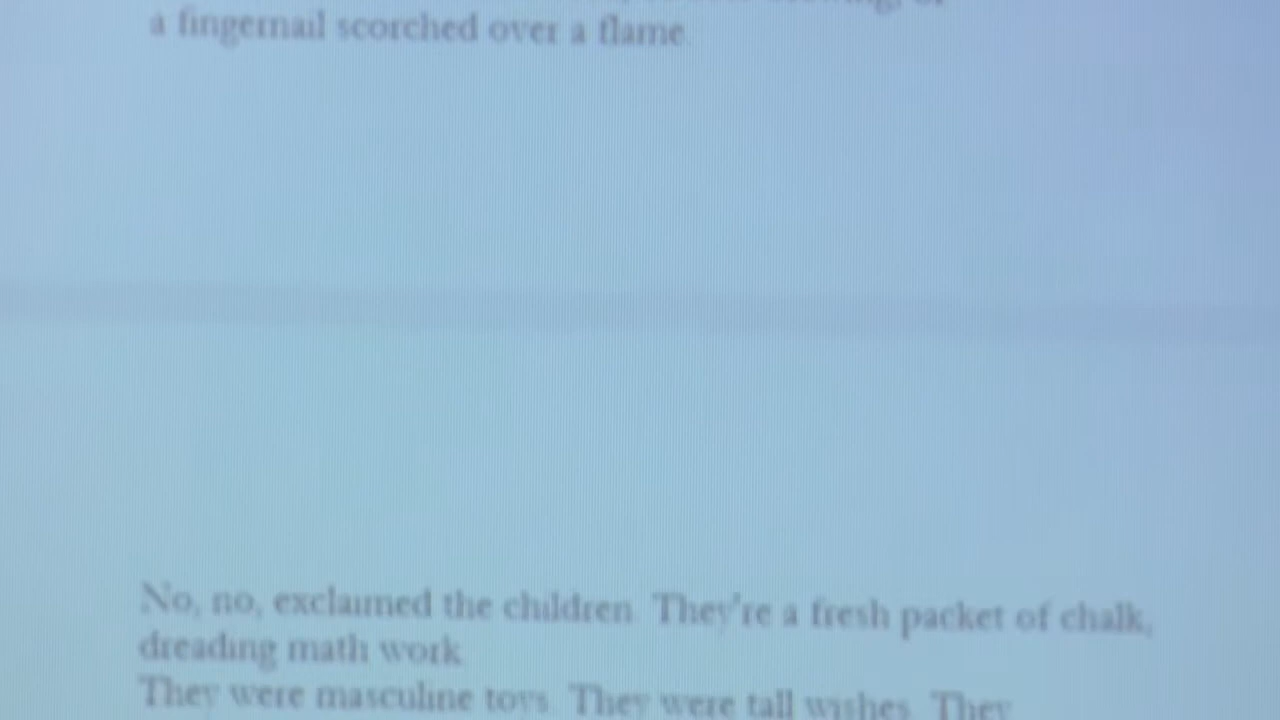 a fingernail scorched over a flame.
No, no, exclaimed the children. They're a fresh packet of chalk,
dreading math work.
They were masculine toys. They were tall wishes. They